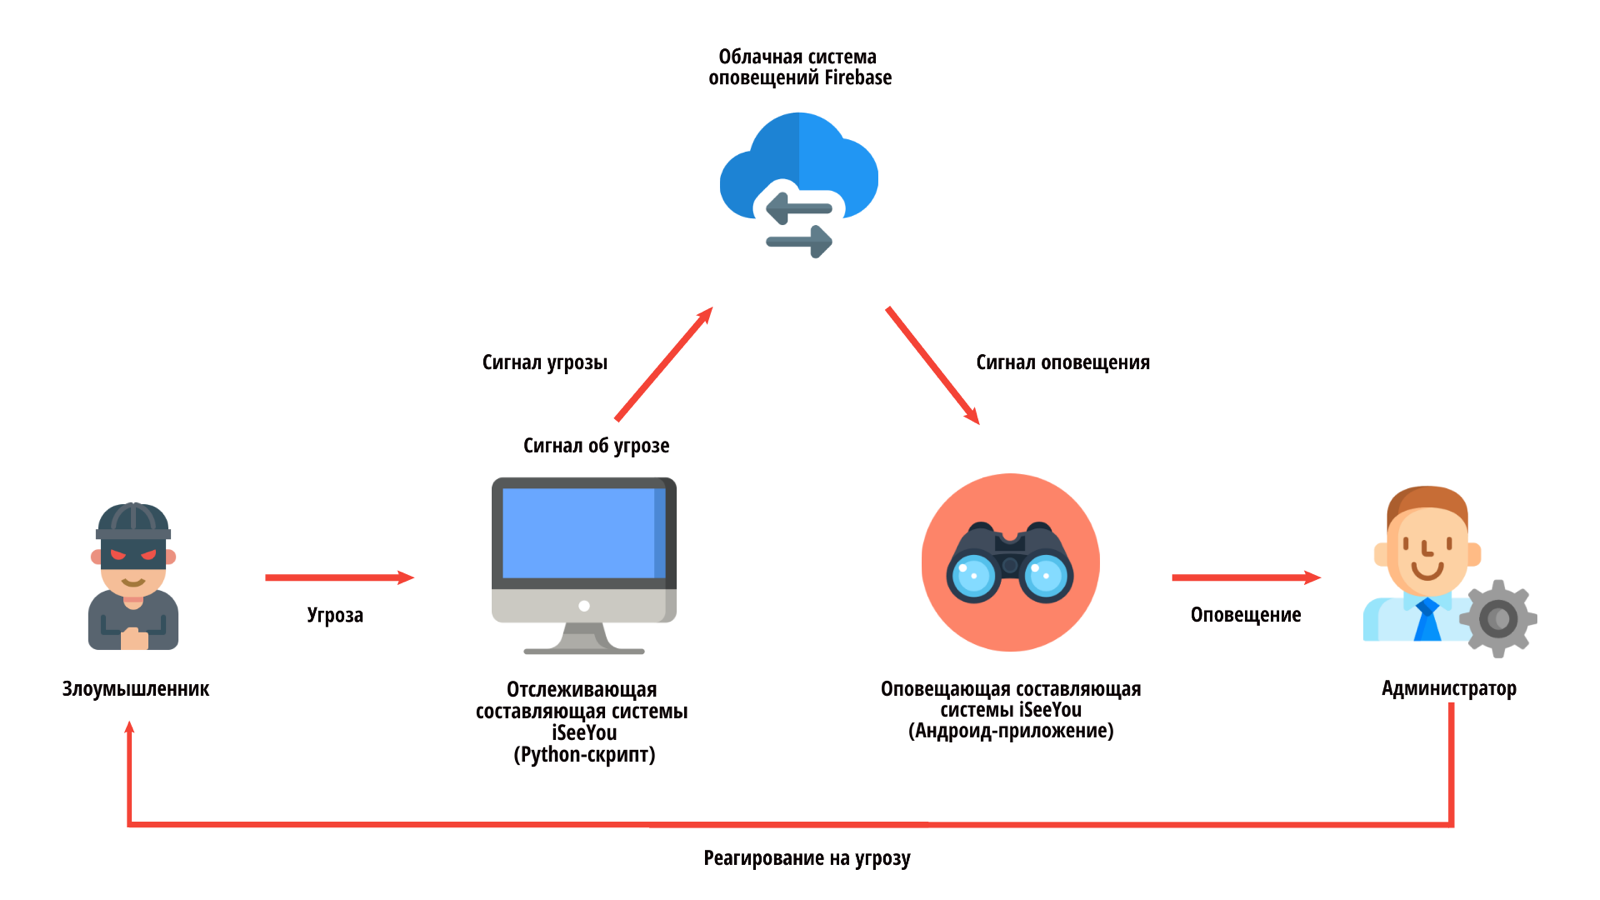 Облачная система
оповещений Firebase
Сигнал угрозы
Сигнал оповещения
Сигнал об угрозе
Угроза
Оповещение
Злоумышленник
Отслеживающая
составляющая системы
iSeeYou
(Python-скрипт)
Оповещающая составляющая
системы iSeeYou
(Андроид-приложение)
Администратор
Реагирование на угрозу